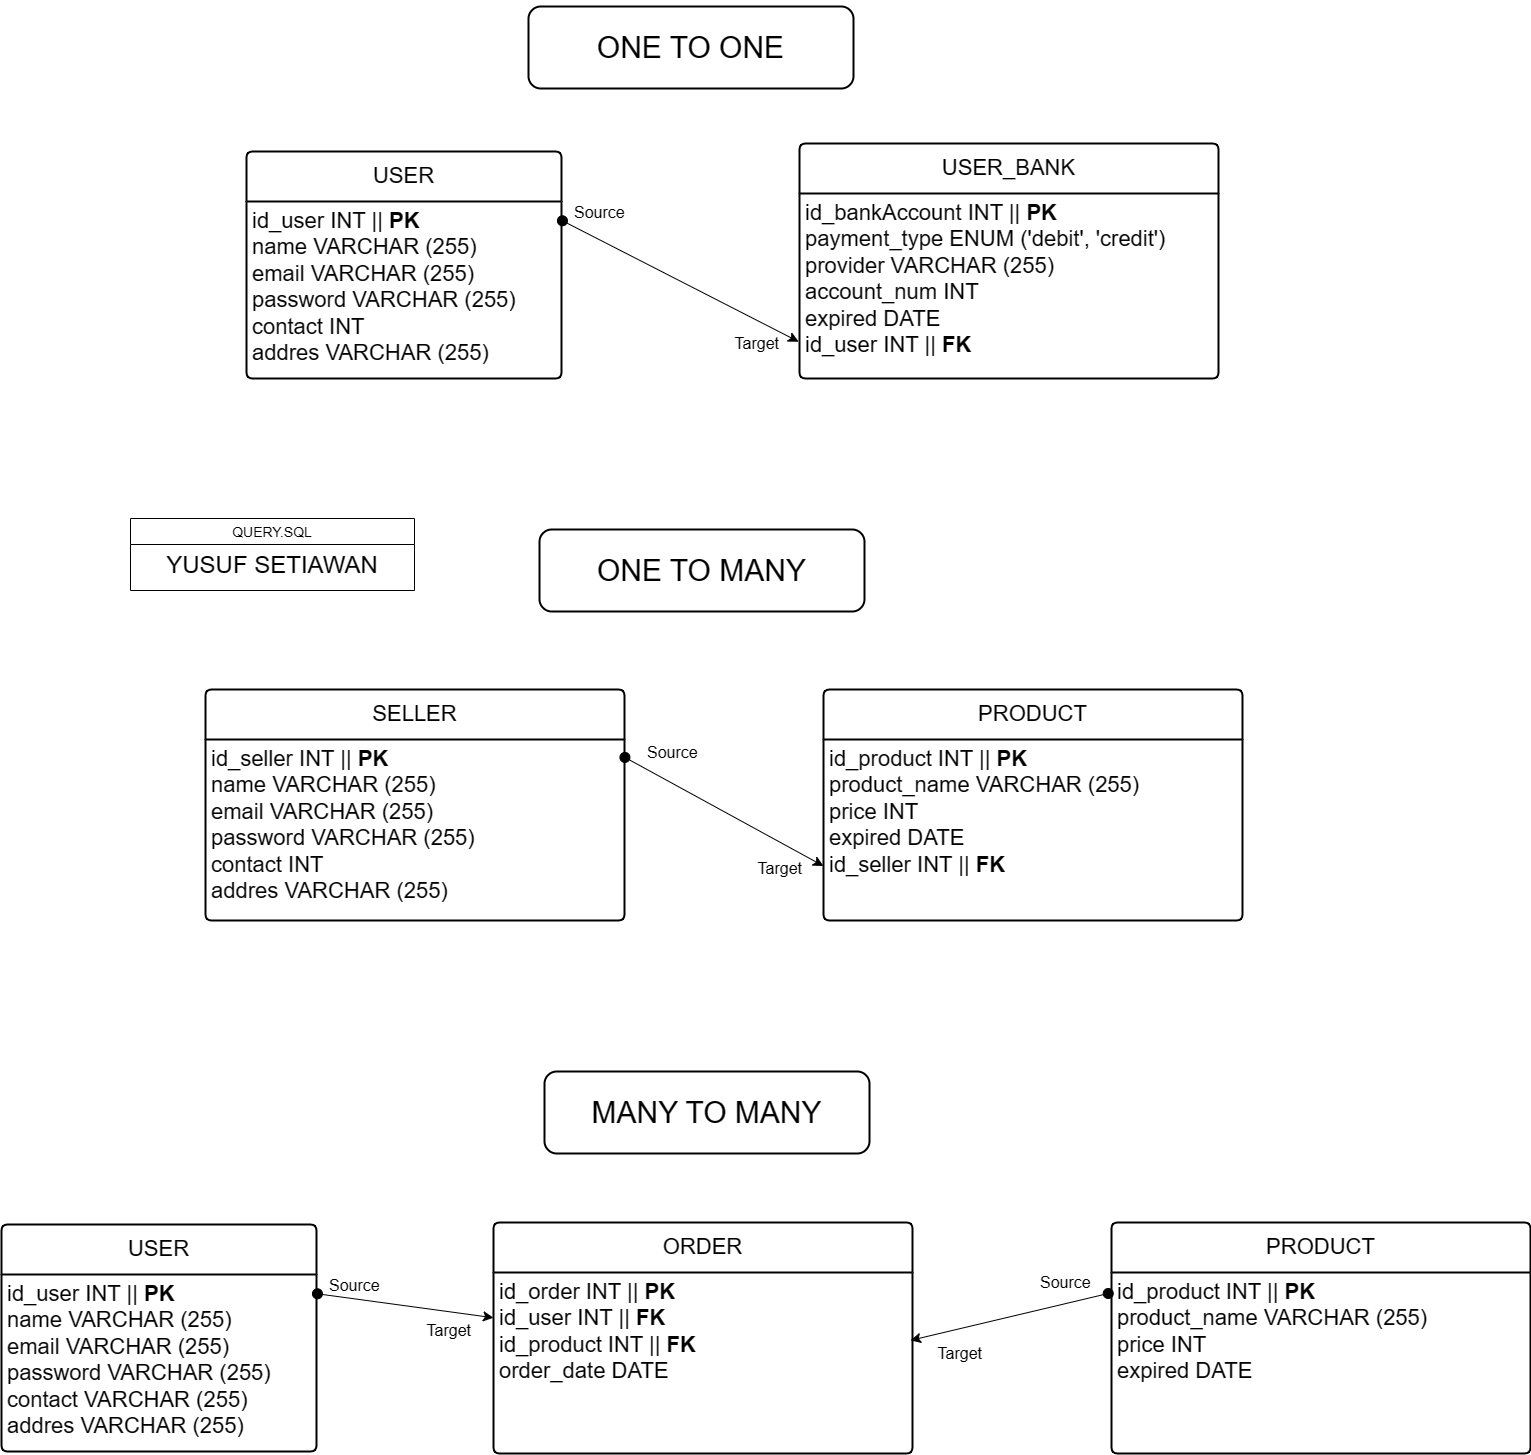 ONE TO ONE
USER
id_user INT || PK
name VARCHAR (255)
email VARCHAR (255)
password VARCHAR (255)
contact INT
addres VARCHAR (255)
Source
Target
USER_BANK
id_bankAccount INT || PK
payment_type ENUM ('debit', 'credit')
provider VARCHAR (255)
account_num INT
expired DATE
id_user INT || FK
QUERY.SQL
YUSUF SETIAWAN
ONE TO MANY
SELLER
id_seller INT || PK
name VARCHAR (255)
email VARCHAR (255)
password VARCHAR (255)
contact INT
addres VARCHAR (255)
Source
Target
PRODUCT
id_product INT || PK
product_name VARCHAR (255)
price INT
expired DATE
id_seller INT || FK
MANY TO MANY
USER
id_user INT || PK
name VARCHAR (255)
email VARCHAR (255)
password VARCHAR (255)
contact VARCHAR (255)
addres VARCHAR (255)
Source
Target
ORDER
id_order INT || PK
id_user INT || FK
id_product INT || FK
order_date DATE
Source
Target
PRODUCT
id_product INT || PK
product_name VARCHAR (255)
price INT
expired DATE